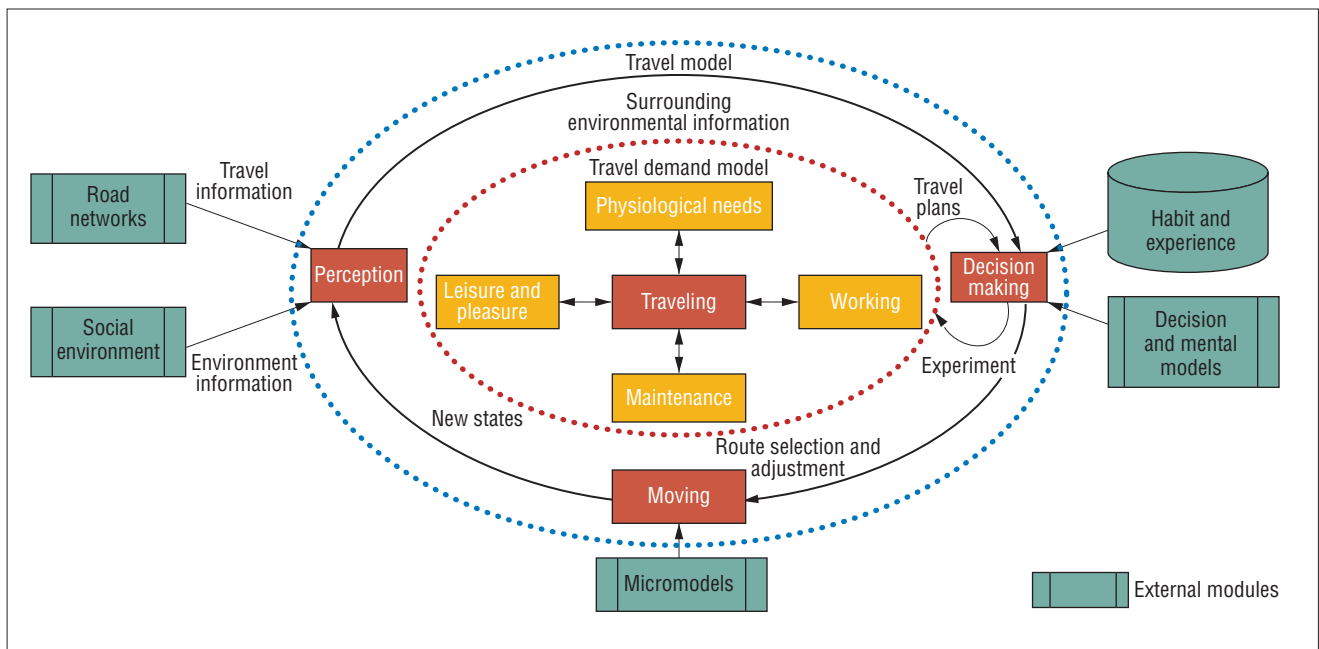 Travel model
Surrounding
environmental information
Travel demand model
Physiological needs
Travel
information
Road
networks
Travel
plans
Habit and
experience
Perception
Leisure and
pleasure
Traveling
Working
Decision
making
Social
environment
Environment
information
Decision
and mental
models
Experiment
Maintenance
New states
Route selection and
adjustment
Moving
Micromodels
External modules